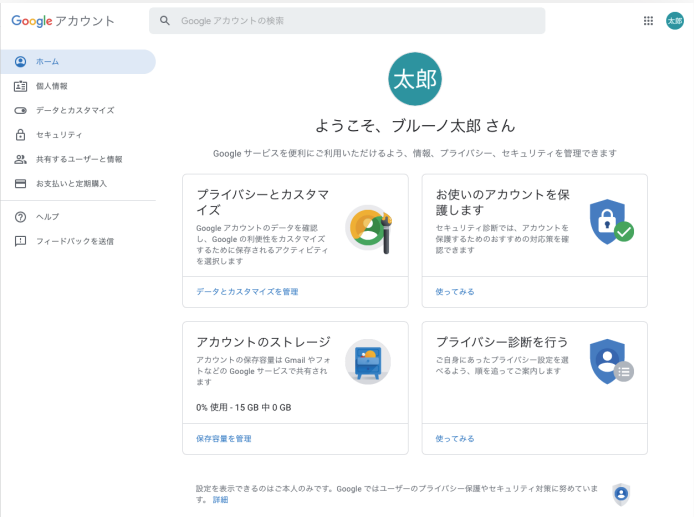 Google アカウント
Google アカウントの検索
太郎
ホーム
個人情報
データとカスタマイズ
セキュリティ
共有するユーザーと情報
お支払いと定期購入
ヘルプ
フィードバックを送信
太郎
ようこそ、ブルーノ太郎 さん
Google サービスを便利にご利用いただけるよう、情報、プライバシー、セキュリティを管理できます
プライバシーとカスタマ
イズ
Google アカウントのデータを確認
し、Google の利便性をカスタマイズ
するために保存されるアクティビティ
を選択します
データとカスタマイズを管理
お使いのアカウントを保
護します
セキュリティ診断では、アカウントを
保護するためのおすすめの対応策を確
認できます
使ってみる
アカウントのストレージ
アカウントの保存容量は Gmail やフォ
トなどの Google サービスで共有され
ます
0% 使用 - 15 GB 中 0 GB
保存容量を管理
プライバシー診断を行う
ご自身にあったプライバシー設定を選
べるよう、順を追ってご案内します
使ってみる
設定を表示できるのはご本人のみです。Google ではユーザーのプライバシー保護やセキュリティ対策に努めていま
す。 詳細